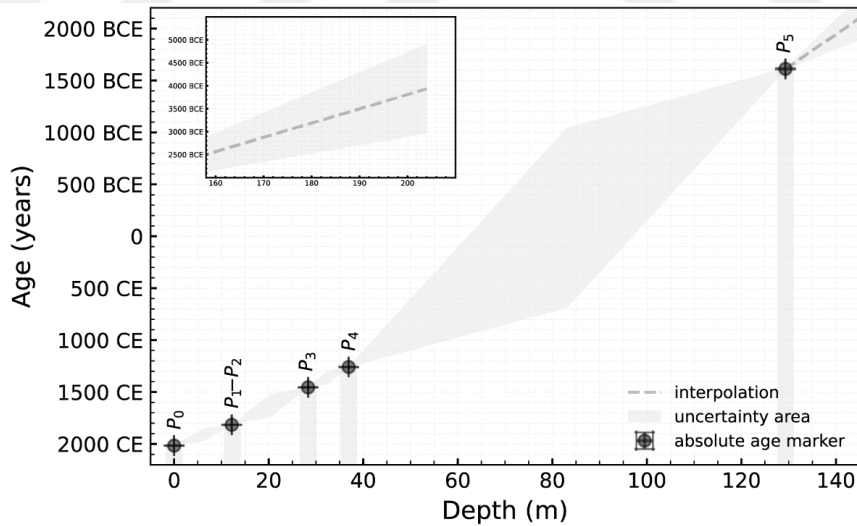 2000 BCE
1500 BCE
1000 BCE
500 BCE
0
500 CE
1000 CE
1500 CE
2000 CE
Age (years)
5000 BCE
4500 BCE
4000 BCE
3500 BCE
3000 BCE
2500 BCE
160 170 180 190 200
P₀
P₁–P₂
P₃
P₄
P₅
interpolation
uncertainty area
absolute age marker
0 20 40 60 80 100 120 140
Depth (m)